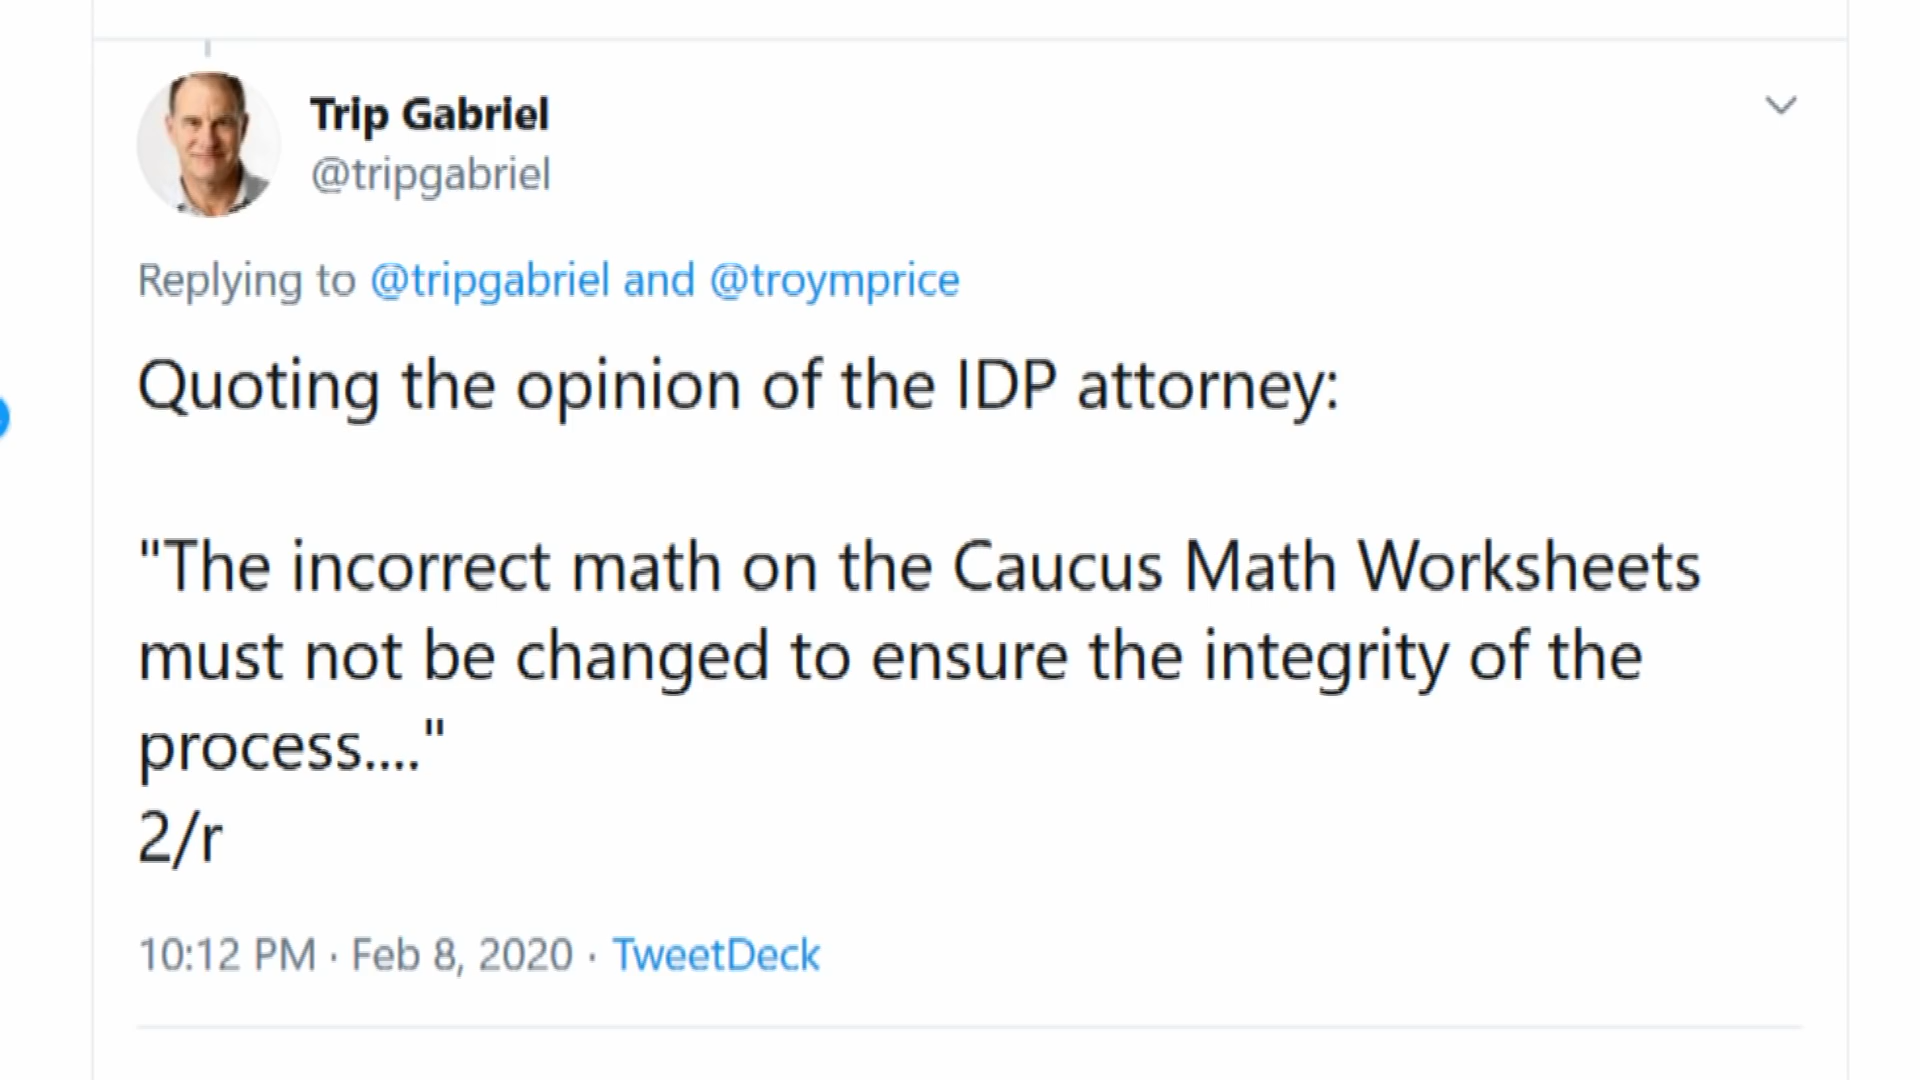 Trip Gabriel
@tripgabriel
Replying to @tripgabriel and @troymprice
Quoting the opinion of the IDP attorney:
"The incorrect math on the Caucus Math Worksheets
must not be changed to ensure the integrity of the
process...."
2/r
10:12 PM · Feb 8, 2020 · TweetDeck